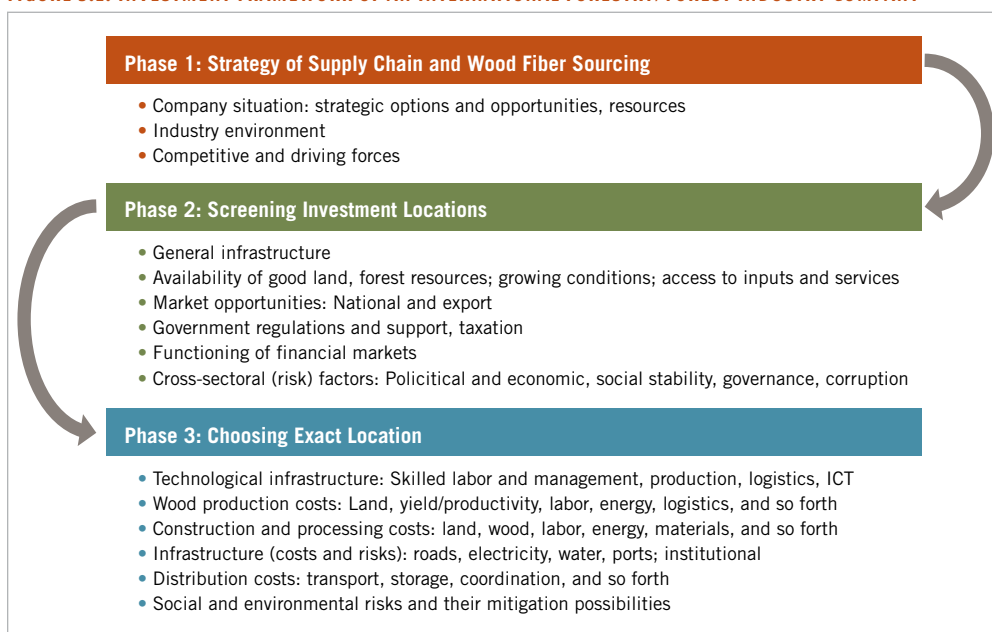 Phase 1: Strategy of Supply Chain and Wood Fiber Sourcing
• Company situation: strategic options and opportunities, resources
• Industry environment
• Competitive and driving forces
Phase 2: Screening Investment Locations
• General infrastructure
• Availability of good land, forest resources; growing conditions; access to inputs and services
• Market opportunities: National and export
• Government regulations and support, taxation
• Functioning of financial markets
• Cross-sectoral (risk) factors: Policitical and economic, social stability, governance, corruption
Phase 3: Choosing Exact Location
• Technological infrastructure: Skilled labor and management, production, logistics, ICT
• Wood production costs: Land, yield/productivity, labor, energy, logistics, and so forth
• Construction and processing costs: land, wood, labor, energy, materials, and so forth
• Infrastructure (costs and risks): roads, electricity, water, ports; institutional
• Distribution costs: transport, storage, coordination, and so forth
• Social and environmental risks and their mitigation possibilities